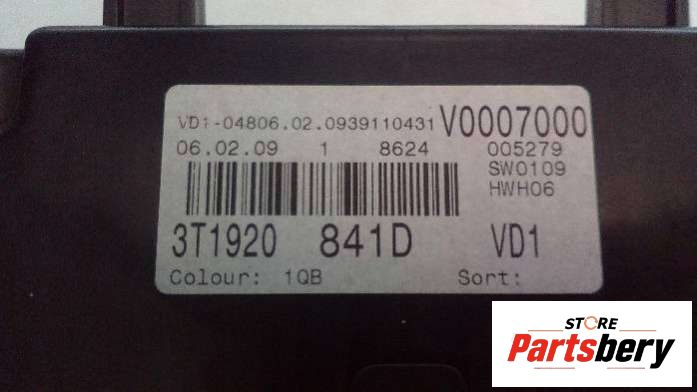 VD1-04806.02.0939110431 V0007000
06.02.09 1 8624 005279
SW0109
HWH06
3T1920 841D VD1
Colour: 1QB Sort:
STORE
Partsbery